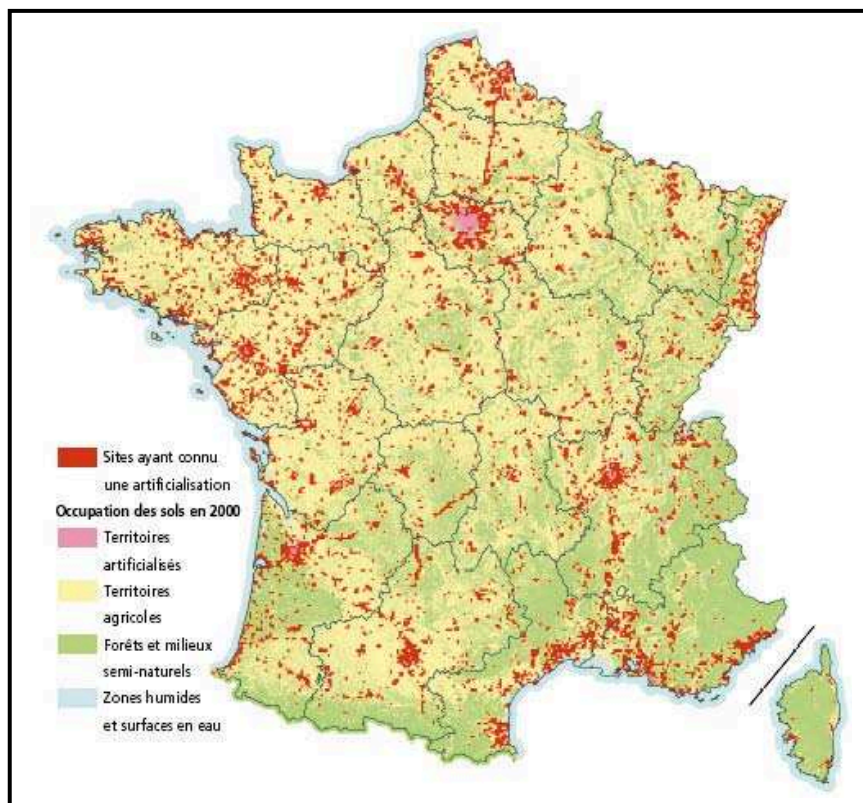 Sites ayant connu
une artificialisation
Occupation des sols en 2000
Territoires
artificialisés
Territoires
agricoles
Forêts et milieux
semi-naturels
Zones humides
et surfaces en eau